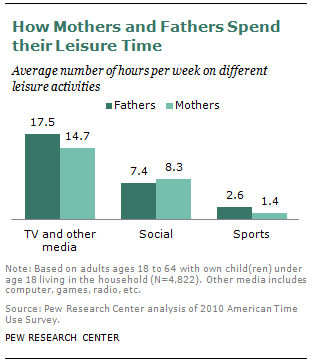 How Mothers and Fathers Spend
their Leisure Time
Average number of hours per week on different
leisure activities
Fathers Mothers
17.5
14.7
7.4
8.3
2.6
1.4
TV and other
media
Social
Sports
Note: Based on adults ages 18 to 64 with own child(ren) under
age 18 living in the household (N=4,822). Other media includes
computer, games, radio, etc.
Source: Pew Research Center analysis of 2010 American Time
Use Survey.
PEW RESEARCH CENTER